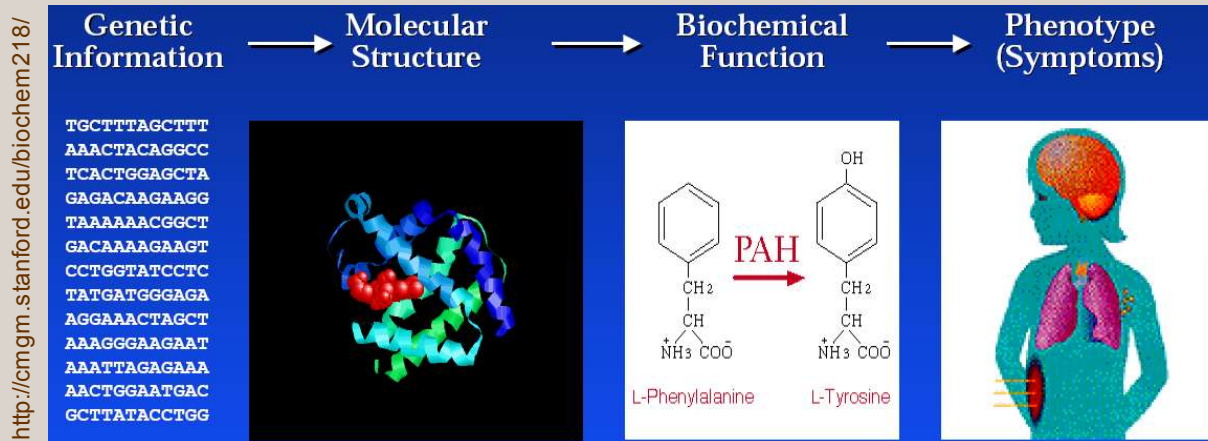 http://cmgm.stanford.edu/biochem218/
Genetic
Information
Molecular
Structure
Biochemical
Function
Phenotype
(Symptoms)
TGCTTTAGCTTT
AAACTACAGGCC
TCACTGGAGCTA
GAGACAAGAAGG
TAAAAAACGGCT
GACAAAAGAAGT
CCTGGTATCCTC
TATGATGGGAGA
AGGAAACTAGCT
AAAGGGAAGAAT
AAATTAGAGAAA
AACTGGAATGAC
GCTTATACCTGG
PAH
CH2
CH
+
NH3 COO-
L-Phenylalanine
OH
CH2
CH
+
NH3 COO-
L-Tyrosine